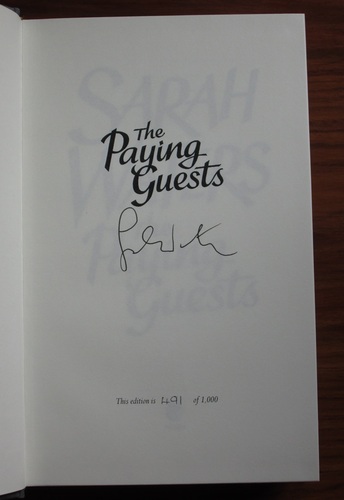 The
Paying
Guests
This edition is 491 of 1,000